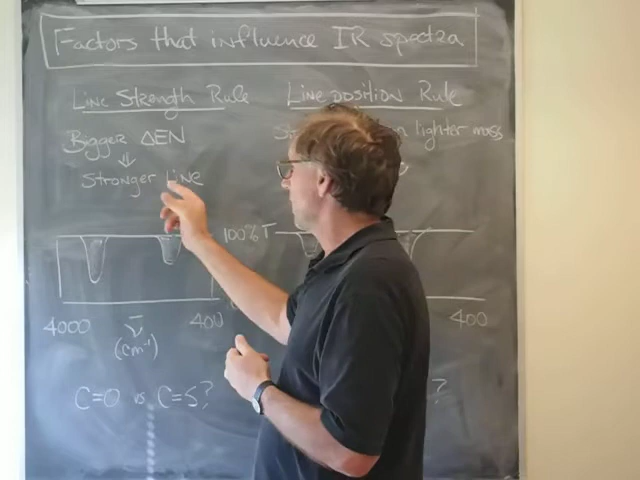 Factors that influence IR spectra
Line Strength Rule
Bigger ΔEN
⇓
Stronger Line
4000 ν̄ 400
(cm⁻¹)
C=O or C=S?
Line position Rule
lighter mass
100% T
400
?